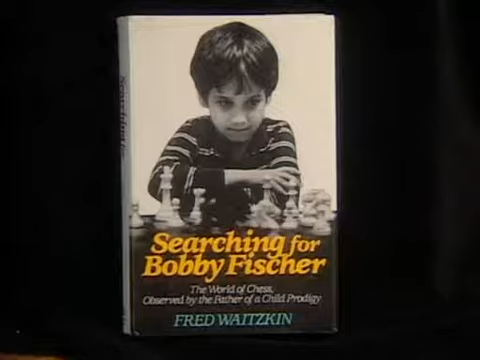 Searching for
Bobby Fischer
The World of Chess,
Observed by the Father of a Child Prodigy
FRED WAITZKIN